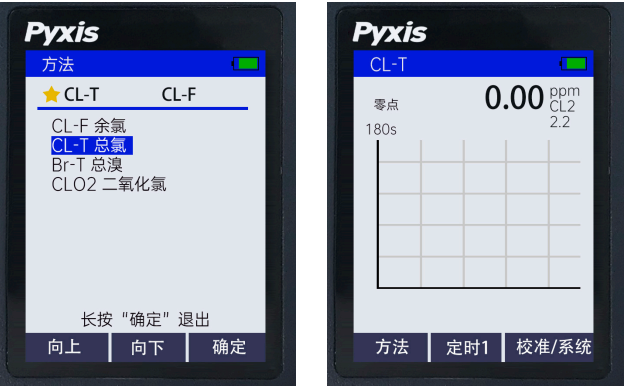 Pyxis
方法
CL-T CL-F
CL-F 余氯
CL-T 总氯
Br-T 总溴
CLO2 二氧化氯
长按“确定”退出
向上 向下 确定
Pyxis
CL-T
零点 0.00 ppm
CL2
180s 2.2
方法 定时1 校准/系统